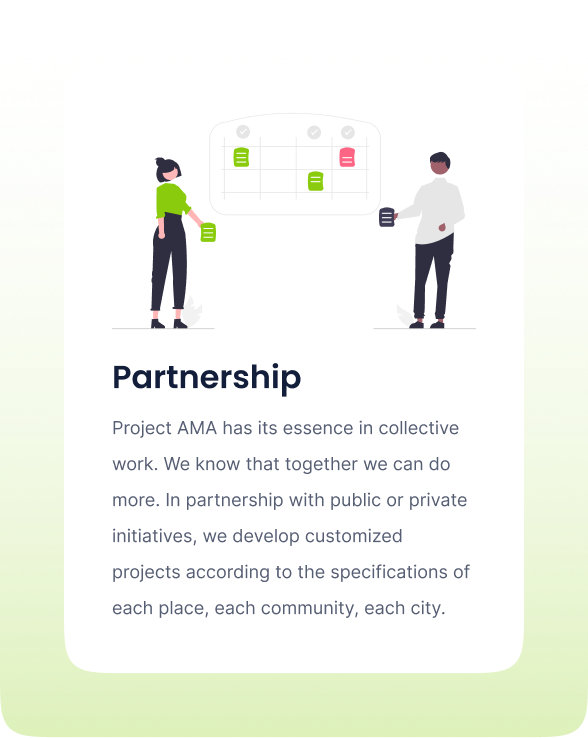 Partnership
Project AMA has its essence in collective
work. We know that together we can do
more. In partnership with public or private
initiatives, we develop customized
projects according to the specifications of
each place, each community, each city.